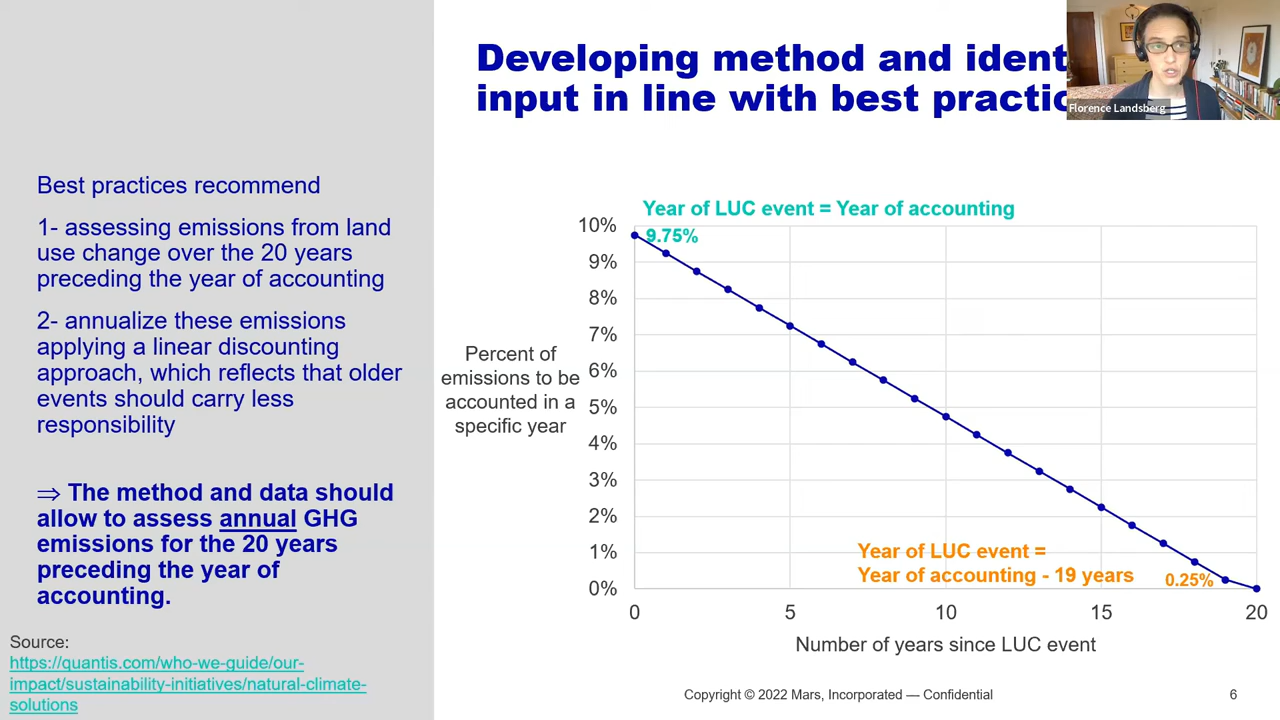 Developing method and ident
input in line with best practic
Florence Landsberg
Best practices recommend
1- assessing emissions from land
use change over the 20 years
preceding the year of accounting
2- annualize these emissions
applying a linear discounting
approach, which reflects that older
events should carry less
responsibility
⇒ The method and data should
allow to assess annual GHG
emissions for the 20 years
preceding the year of
accounting.
Source:
https://quantis.com/who-we-guide/our-
impact/sustainability-initiatives/natural-climate-
solutions
Year of LUC event = Year of accounting
9.75%
10%
9%
8%
7%
6%
5%
4%
3%
2%
1%
0%
Percent of
emissions to be
accounted in a
specific year
Year of LUC event =
Year of accounting - 19 years
0.25%
0 5 10 15 20
Number of years since LUC event
Copyright © 2022 Mars, Incorporated — Confidential
6